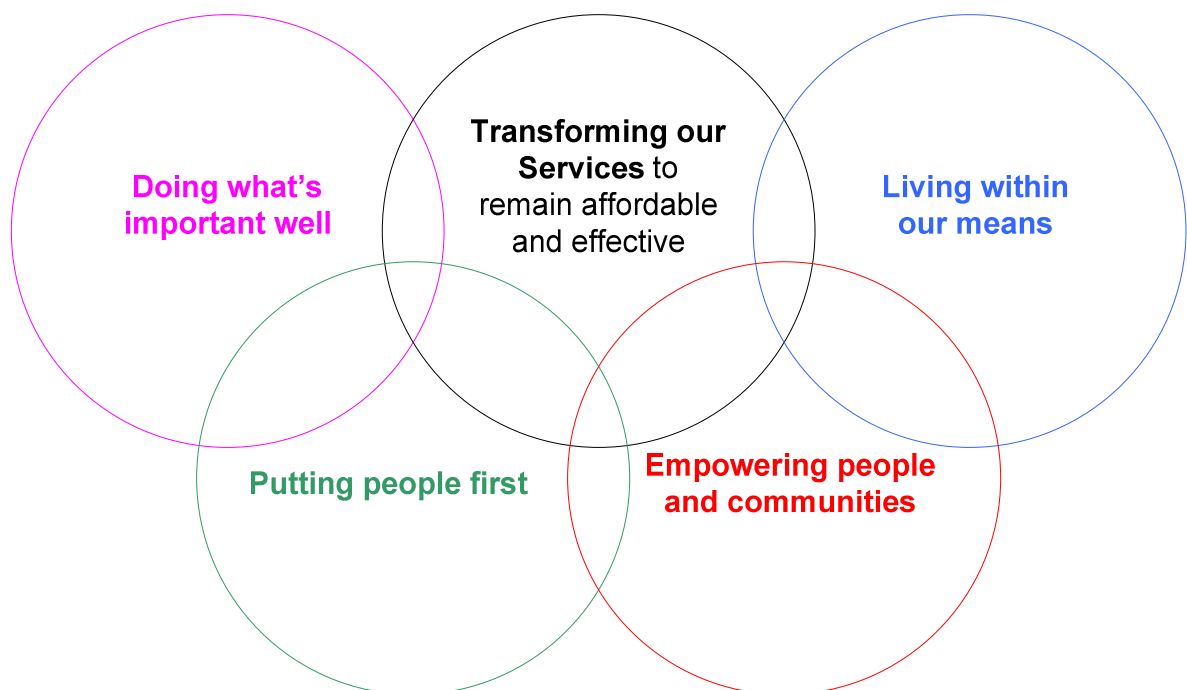 Doing what’s
important well
Transforming our
Services to
remain affordable
and effective
Living within
our means
Putting people first
Empowering people
and communities